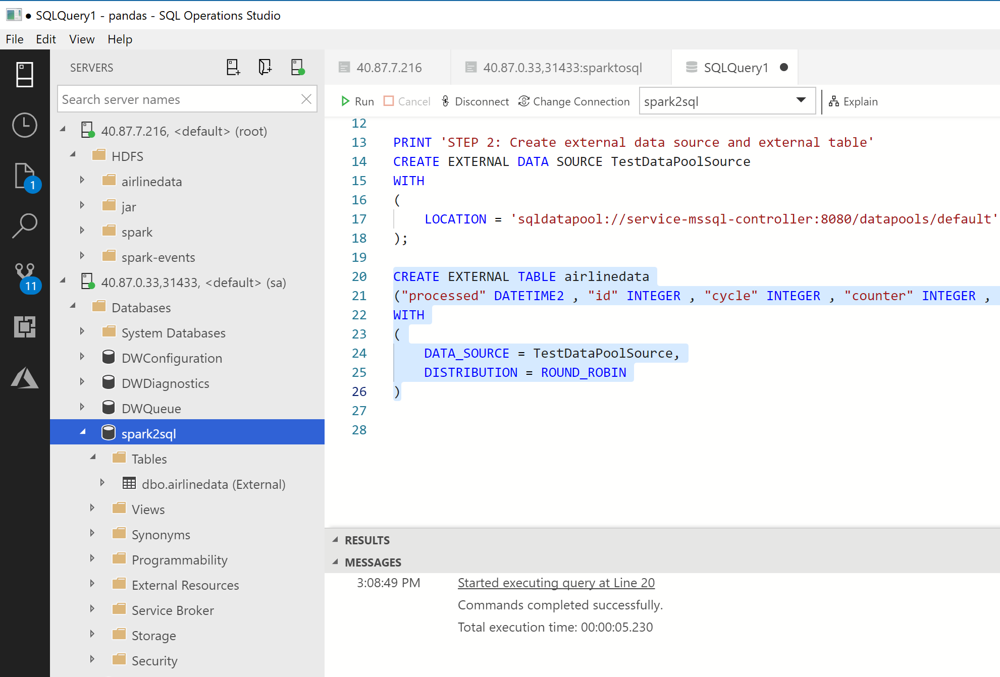 ● SQLQuery1 - pandas - SQL Operations Studio
File Edit View Help
SERVERS
Search server names
40.87.7.216, <default> (root)
HDFS
airlinedata
jar
spark
spark-events
40.87.0.33,31433, <default> (sa)
Databases
System Databases
DWConfiguration
DWDiagnostics
DWQueue
spark2sql
Tables
dbo.airlinedata (External)
Views
Synonyms
Programmability
External Resources
Service Broker
Storage
Security
1
11
40.87.7.216 40.87.0.33,31433:sparktosql SQLQuery1 ●
Run Cancel Disconnect Change Connection spark2sql Explain
12
13 PRINT 'STEP 2: Create external data source and external table'
14 CREATE EXTERNAL DATA SOURCE TestDataPoolSource
15 WITH
16 (
17 LOCATION = 'sqldatapool://service-mssql-controller:8080/datapools/default'
18 );
19
20 CREATE EXTERNAL TABLE airlinedata
21 ("processed" DATETIME2 , "id" INTEGER , "cycle" INTEGER , "counter" INTEGER ,
22 WITH
23 (
24 DATA_SOURCE = TestDataPoolSource,
25 DISTRIBUTION = ROUND_ROBIN
26 )
27
28
RESULTS
MESSAGES
3:08:49 PM Started executing query at Line 20
Commands completed successfully.
Total execution time: 00:00:05.230